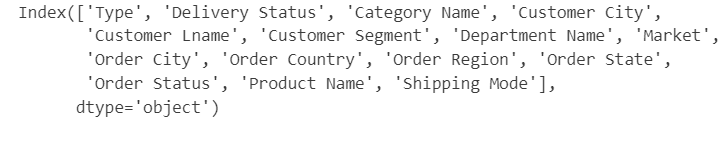 Index(['Type', 'Delivery Status', 'Category Name', 'Customer City',
'Customer Lname', 'Customer Segment', 'Department Name', 'Market',
'Order City', 'Order Country', 'Order Region', 'Order State',
'Order Status', 'Product Name', 'Shipping Mode'],
dtype='object')